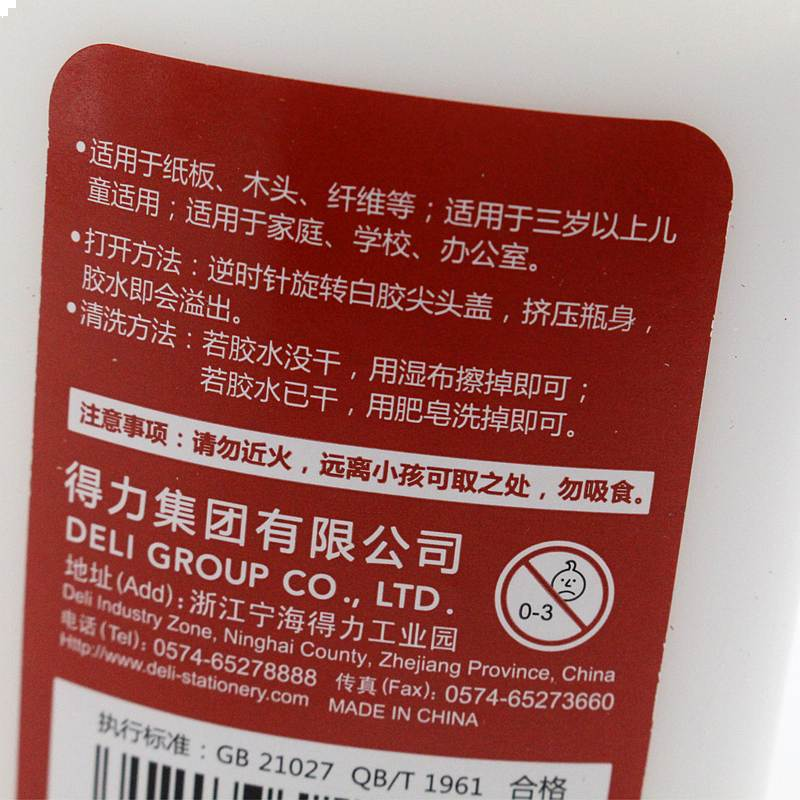 •适用于纸板、木头、纤维等；适用于三岁以上儿
童适用；适用于家庭、学校、办公室。
•打开方法：逆时针旋转白胶尖头盖，挤压瓶身，
胶水即会溢出。
•清洗方法：若胶水没干，用湿布擦掉即可；
若胶水已干，用肥皂洗掉即可。
注意事项：请勿近火，远离小孩可取之处，勿吸食。
得力集团有限公司
DELI GROUP CO., LTD.
0-3
地址(Add):浙江宁海得力工业园
Deli Industry Zone, Ninghai County, Zhejiang Province, China
电话(Tel): 0574-65278888 传真(Fax): 0574-65273660
Http://www.deli-stationery.com MADE IN CHINA
执行标准：GB 21027 QB/T 1961 合格